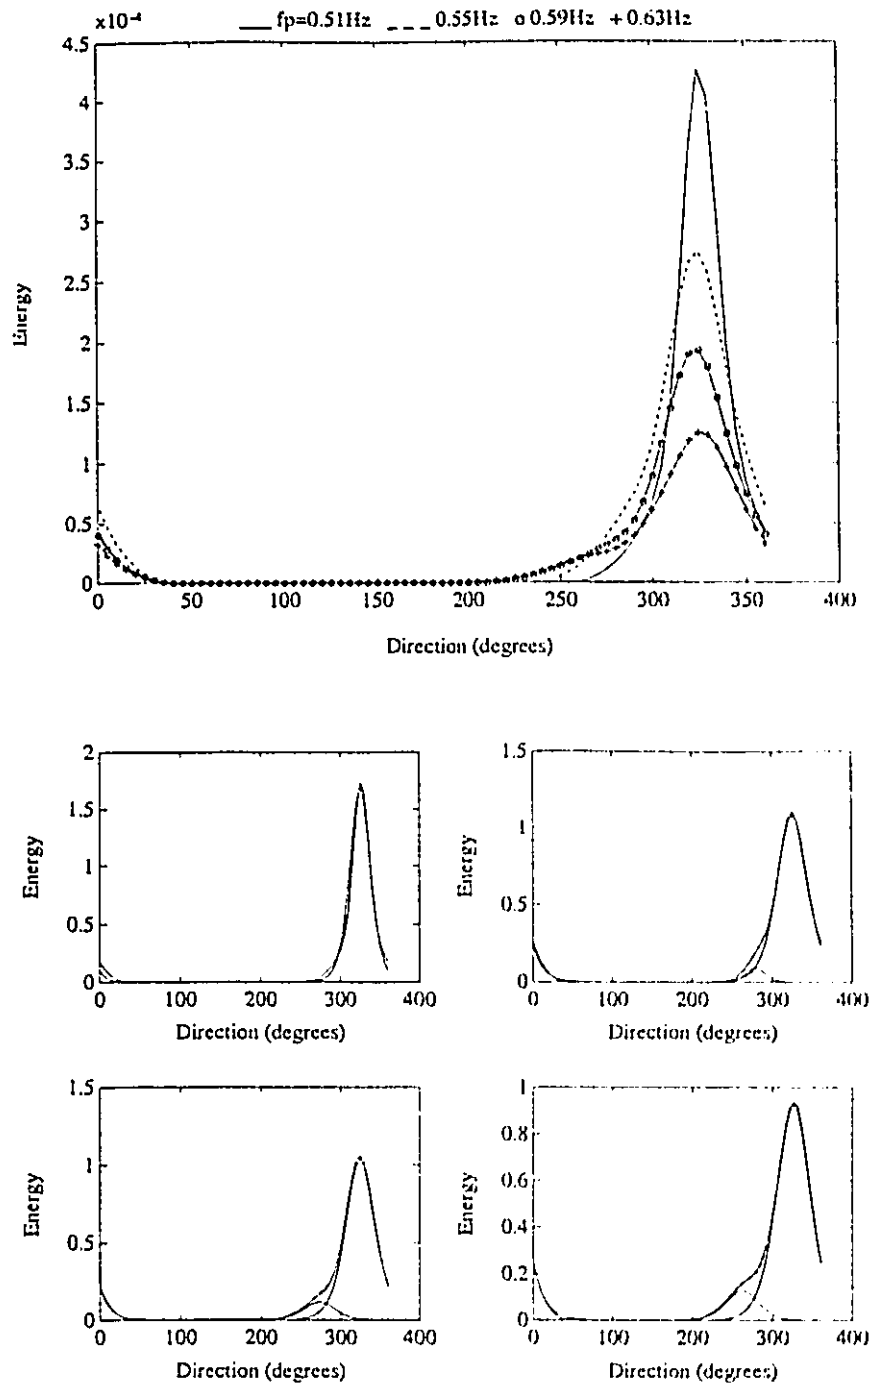 x10⁻⁴ fp=0.51Hz 0.55Hz o 0.59Hz + 0.63Hz
4.5
4
3.5
3
2.5
2
1.5
1
0.5
0
Energy
0 50 100 150 200 250 300 350 400
Direction (degrees)
2
1.5
1
0.5
0
Energy
0 100 200 300 400
Direction (degrees)
1.5
1
0.5
0
Energy
0 100 200 300 400
Direction (degrees)
1.5
1
0.5
0
Energy
0 100 200 300 400
Direction (degrees)
1
0.8
0.6
0.4
0.2
0
Energy
0 100 200 300 400
Direction (degrees)